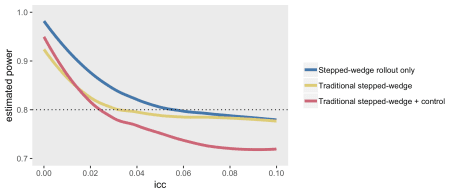 estimated power
1.0
0.9
0.8
0.7
0.00
0.02
0.04
0.06
0.08
0.10
icc
Stepped-wedge rollout only
Traditional stepped-wedge
Traditional stepped-wedge + control